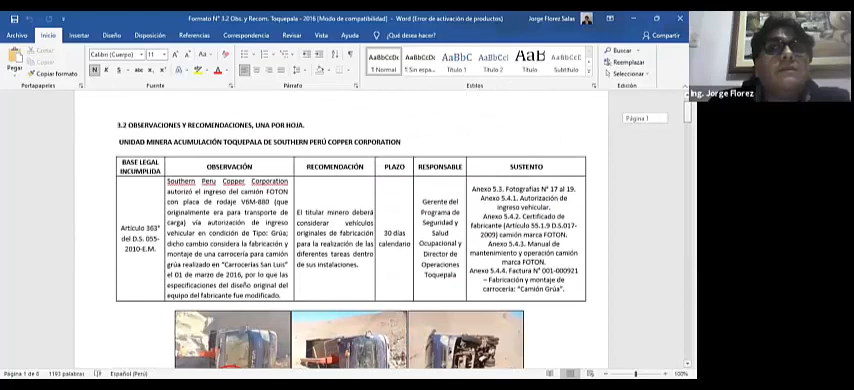 Formato N° 3.2 Obs. y Recom. Toquepala - 2016 [Modo de compatibilidad] - Word (Error de activación de productos)
Jorge Florez Salas
Archivo Inicio Insertar Diseño Disposición Referencias Correspondencia Revisar Vista Ayuda ¿Qué desea hacer? Compartir
Pegar
Cortar
Copiar
Copiar formato
Portapapeles
Calibri (Cuerpo) 11
N K S
Fuente
Párrafo
AaBbCcDc AaBbCcDc AaBbC AaBbCcI AaB AaBbCcD
¶ Normal ¶ Sin espa... Título 1 Título 2 Título Subtítulo
Estilos
Buscar
Reemplazar
Seleccionar
Edición
Ing. Jorge Florez
Página 1
3.2 OBSERVACIONES Y RECOMENDACIONES, UNA POR HOJA.
UNIDAD MINERA ACUMULACIÓN TOQUEPALA DE SOUTHERN PERÚ COPPER CORPORATION
BASE LEGAL
INCUMPLIDA
OBSERVACIÓN
RECOMENDACIÓN
PLAZO
RESPONSABLE
SUSTENTO
Artículo 363°
del D.S. 055-
2010-E.M.
Southern Peru Copper Corporation
autorizó el ingreso del camión FOTON
con placa de rodaje V6M-880 (que
originalmente era para transporte de
carga) vía autorización de ingreso
vehicular en condición de Tipo: Grúa;
dicho cambio considera la fabricación y
montaje de una carrocería para camión
grúa realizado en "Carrocerías San Luis"
el 01 de marzo de 2016, por lo que las
especificaciones del diseño original del
equipo del fabricante fue modificado.
El titular minero deberá
considerar vehículos
originales de fabricación
para la realización de las
diferentes tareas dentro
de sus instalaciones.
30 días
calendario
Gerente del
Programa de
Seguridad y
Salud
Ocupacional y
Director de
Operaciones
Toquepala
Anexo 5.3. Fotografías N° 17 al 19.
Anexo 5.4.1. Autorización de
ingreso vehicular.
Anexo 5.4.2. Certificado de
fabricante (Artículo 55.1.9 D.S.017-
2009) camión marca FOTON.
Anexo 5.4.3. Manual de
mantenimiento y operación camión
marca FOTON.
Anexo 5.4.4. Factura N° 001-000921
– Fabricación y montaje de
carrocería: "Camión Grúa".
Página 1 de 8 1193 palabras Español (Perú) 100%